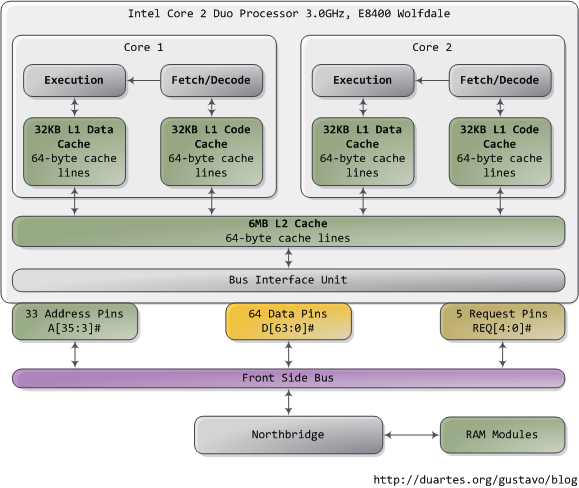 Intel Core 2 Duo Processor 3.0GHz, E8400 Wolfdale
Core 1
Core 2
Execution
Fetch/Decode
Execution
Fetch/Decode
32KB L1 Data
Cache
64-byte cache
lines
32KB L1 Code
Cache
64-byte cache
lines
32KB L1 Data
Cache
64-byte cache
lines
32KB L1 Code
Cache
64-byte cache
lines
6MB L2 Cache
64-byte cache lines
Bus Interface Unit
33 Address Pins
A[35:3]#
64 Data Pins
D[63:0]#
5 Request Pins
REQ[4:0]#
Front Side Bus
Northbridge
RAM Modules
http://duartes.org/gustavo/blog